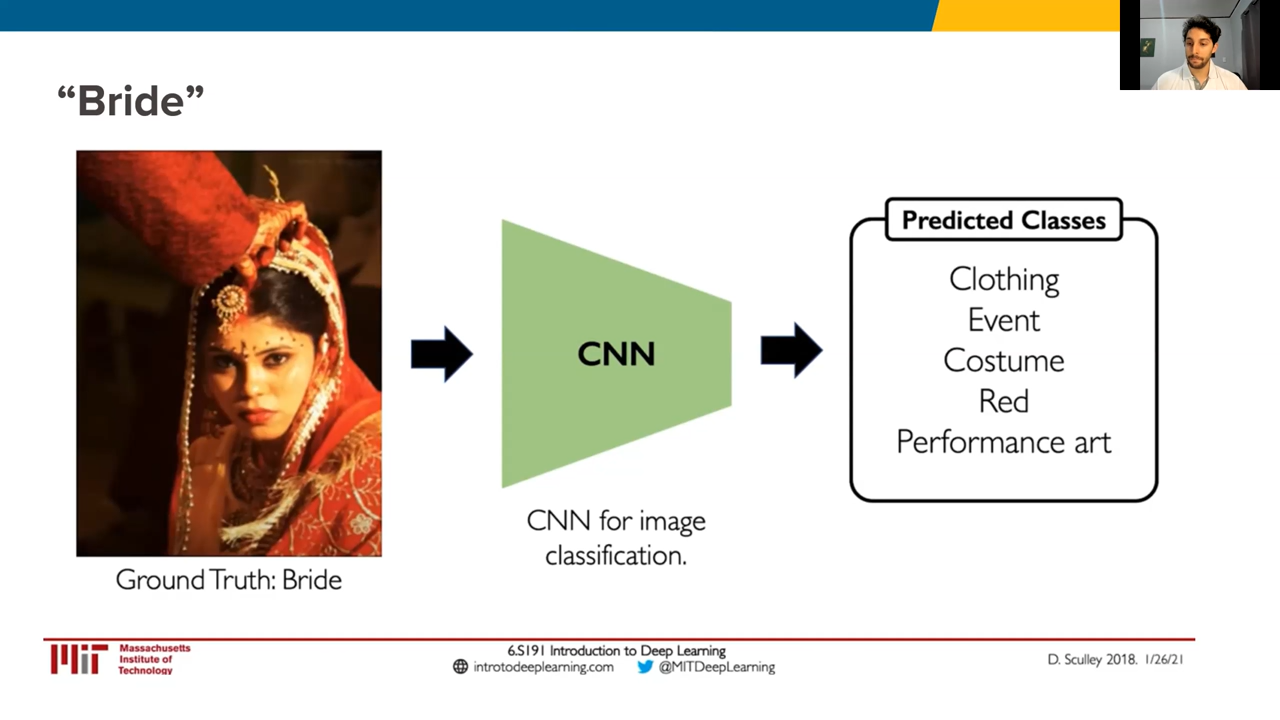 “Bride”
Predicted Classes
Clothing
Event
Costume
Red
Performance art
CNN
CNN for image
classification.
Ground Truth: Bride
MIT
Massachusetts
Institute of
Technology
6.S191 Introduction to Deep Learning
introtodeeplearning.com
@MITDeepLearning
D. Sculley 2018. 1/26/21